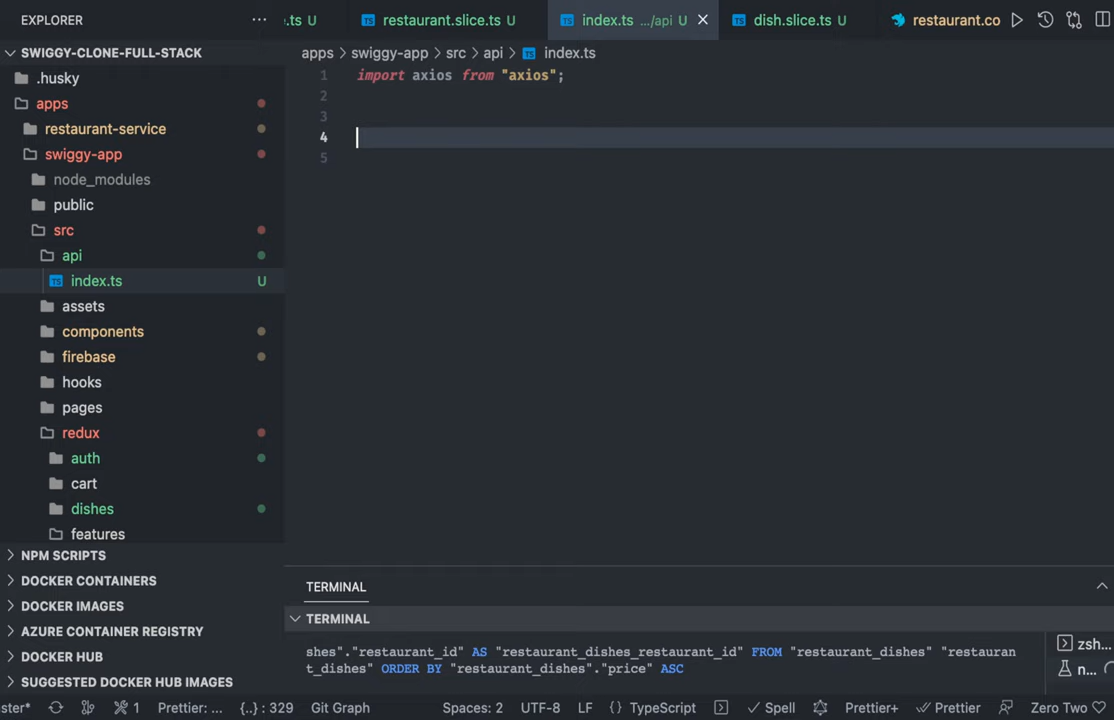 EXPLORER
...
e.ts U
TS restaurant.slice.ts U
TS index.ts .../api U
TS dish.slice.ts U
restaurant.co
SWIGGY-CLONE-FULL-STACK
apps > swiggy-app > src > api > TS index.ts
.husky
apps
restaurant-service
swiggy-app
node_modules
public
src
api
TS index.ts U
assets
components
firebase
hooks
pages
redux
auth
cart
dishes
features
NPM SCRIPTS
DOCKER CONTAINERS
DOCKER IMAGES
AZURE CONTAINER REGISTRY
DOCKER HUB
SUGGESTED DOCKER HUB IMAGES
1 import axios from "axios";
2
3
4
5
TERMINAL
TERMINAL
shes"."restaurant_id" AS "restaurant_dishes_restaurant_id" FROM "restaurant_dishes" "restauran
t_dishes" ORDER BY "restaurant_dishes"."price" ASC
zsh...
n...
ster* 1 Prettier: ... {..} : 329 Git Graph Spaces: 2 UTF-8 LF { } TypeScript Spell Prettier+ Prettier Zero Two